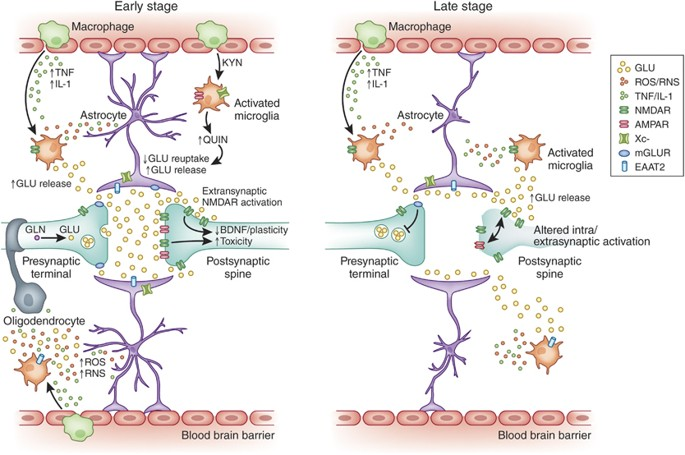 Early stage
Macrophage
↑TNF
↑IL-1
KYN
Astrocyte
Activated
microglia
↑QUIN
↓GLU reuptake
↑GLU release
↑GLU release
Extrasynaptic
NMDAR activation
GLN
GLU
↓BDNF/plasticity
↑Toxicity
Presynaptic
terminal
Postsynaptic
spine
Oligodendrocyte
↑ROS
↑RNS
Blood brain barrier
Late stage
Macrophage
↑TNF
↑IL-1
Astrocyte
Activated
microglia
↑GLU release
Altered intra/
extrasynaptic activation
Presynaptic
terminal
Postsynaptic
spine
Blood brain barrier
GLU
ROS/RNS
TNF/IL-1
NMDAR
AMPAR
Xc-
mGLUR
EAAT2